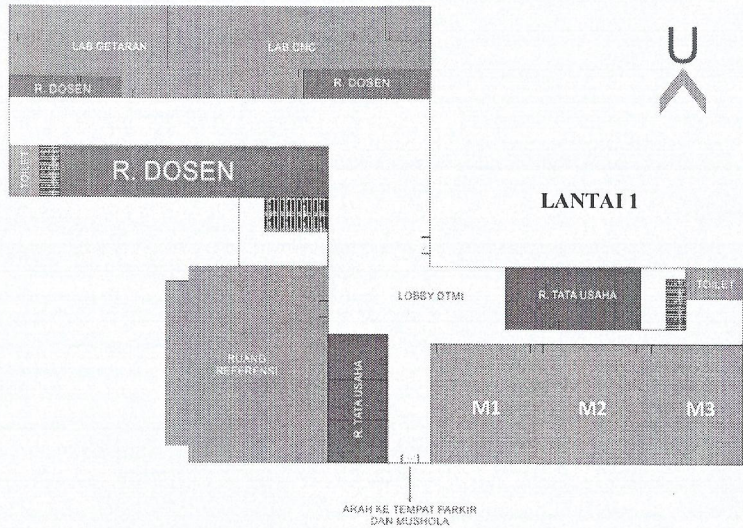 LAB GETARAN
LAB CNC
U
R. DOSEN
R. DOSEN
TOILET
R. DOSEN
LANTAI 1
LOBBY DTMI
R. TATA USAHA
TOILET
RUANG
REFERENSI
R. TATA USAHA
M1
M2
M3
ARAH KE TEMPAT PARKIR
DAN MUSHOLA